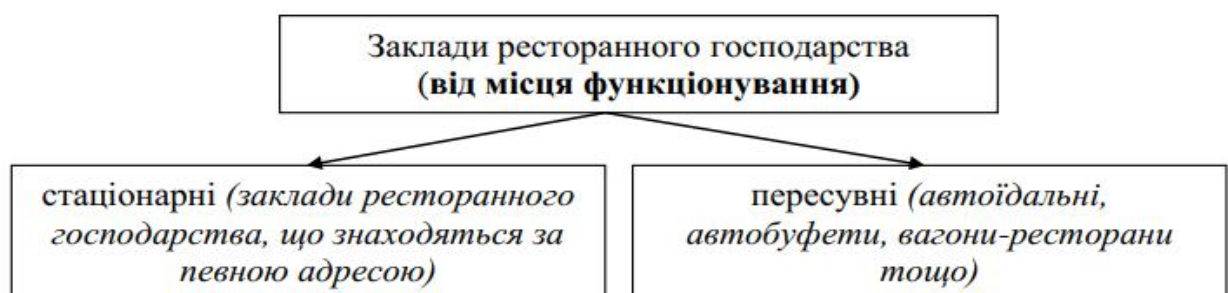 Заклади ресторанного господарства
(від місця функціонування)
стаціонарні (заклади ресторанного
господарства, що знаходяться за
певною адресою)
пересувні (автоїдальні,
автобуфети, вагони-ресторани
тощо)